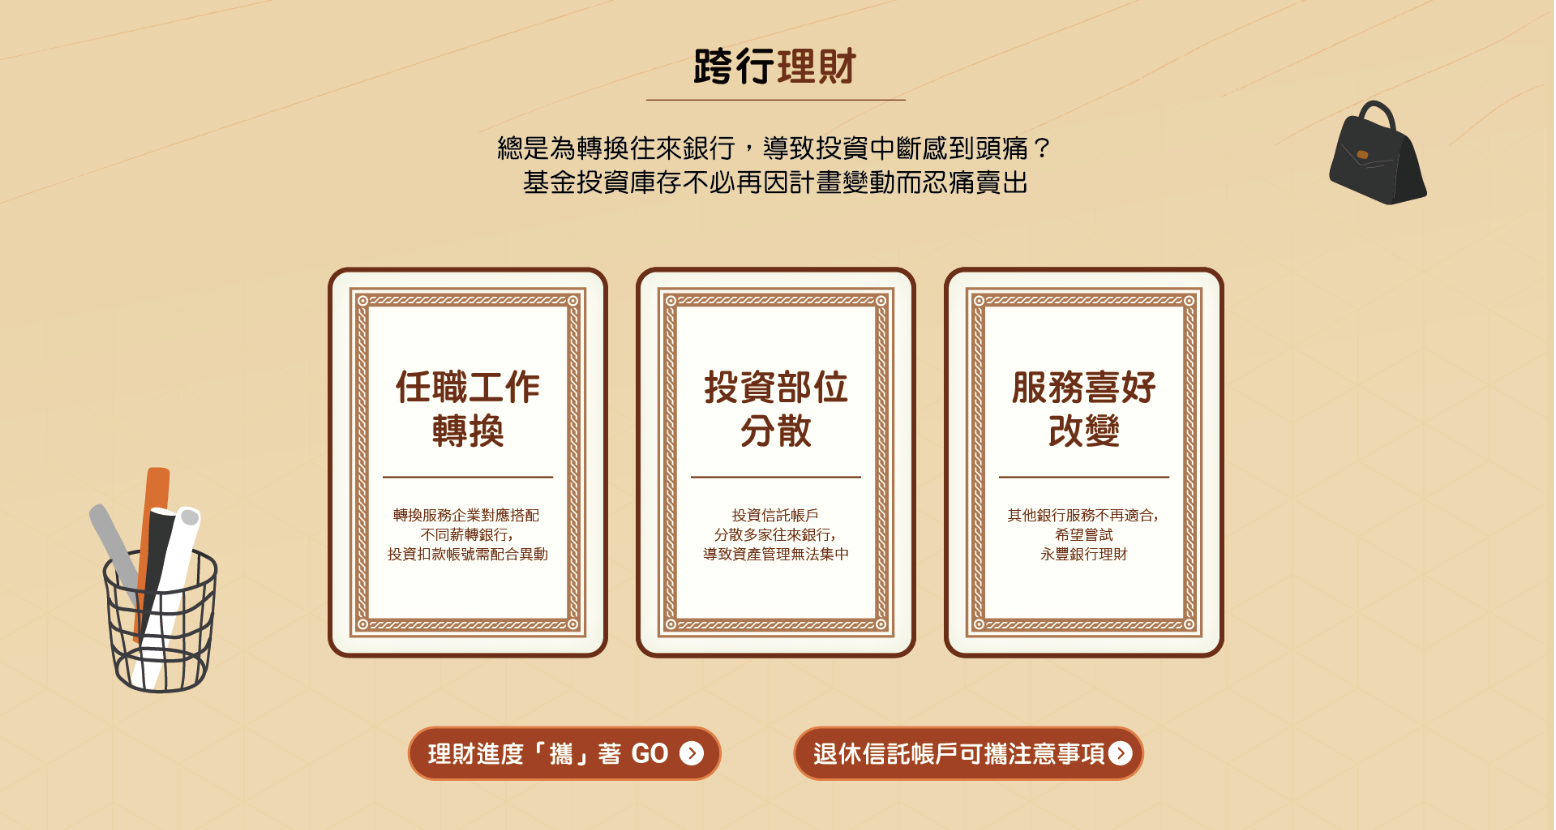 跨行理財
總是為轉換往來銀行，導致投資中斷感到頭痛？
基金投資庫存不必再因計畫變動而忍痛賣出
任職工作
轉換
轉換服務企業對應搭配
不同薪轉銀行,
投資扣款帳號需配合異動
投資部位
分散
投資信託帳戶
分散多家往來銀行,
導致資產管理無法集中
服務喜好
改變
其他銀行服務不再適合,
希望嘗試
永豐銀行理財
理財進度「攜」著 GO
退休信託帳戶可攜注意事項